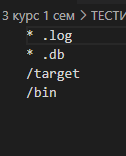 3 курс 1 сем > ТЕСТИ
* .log
* .db
/target
/bin